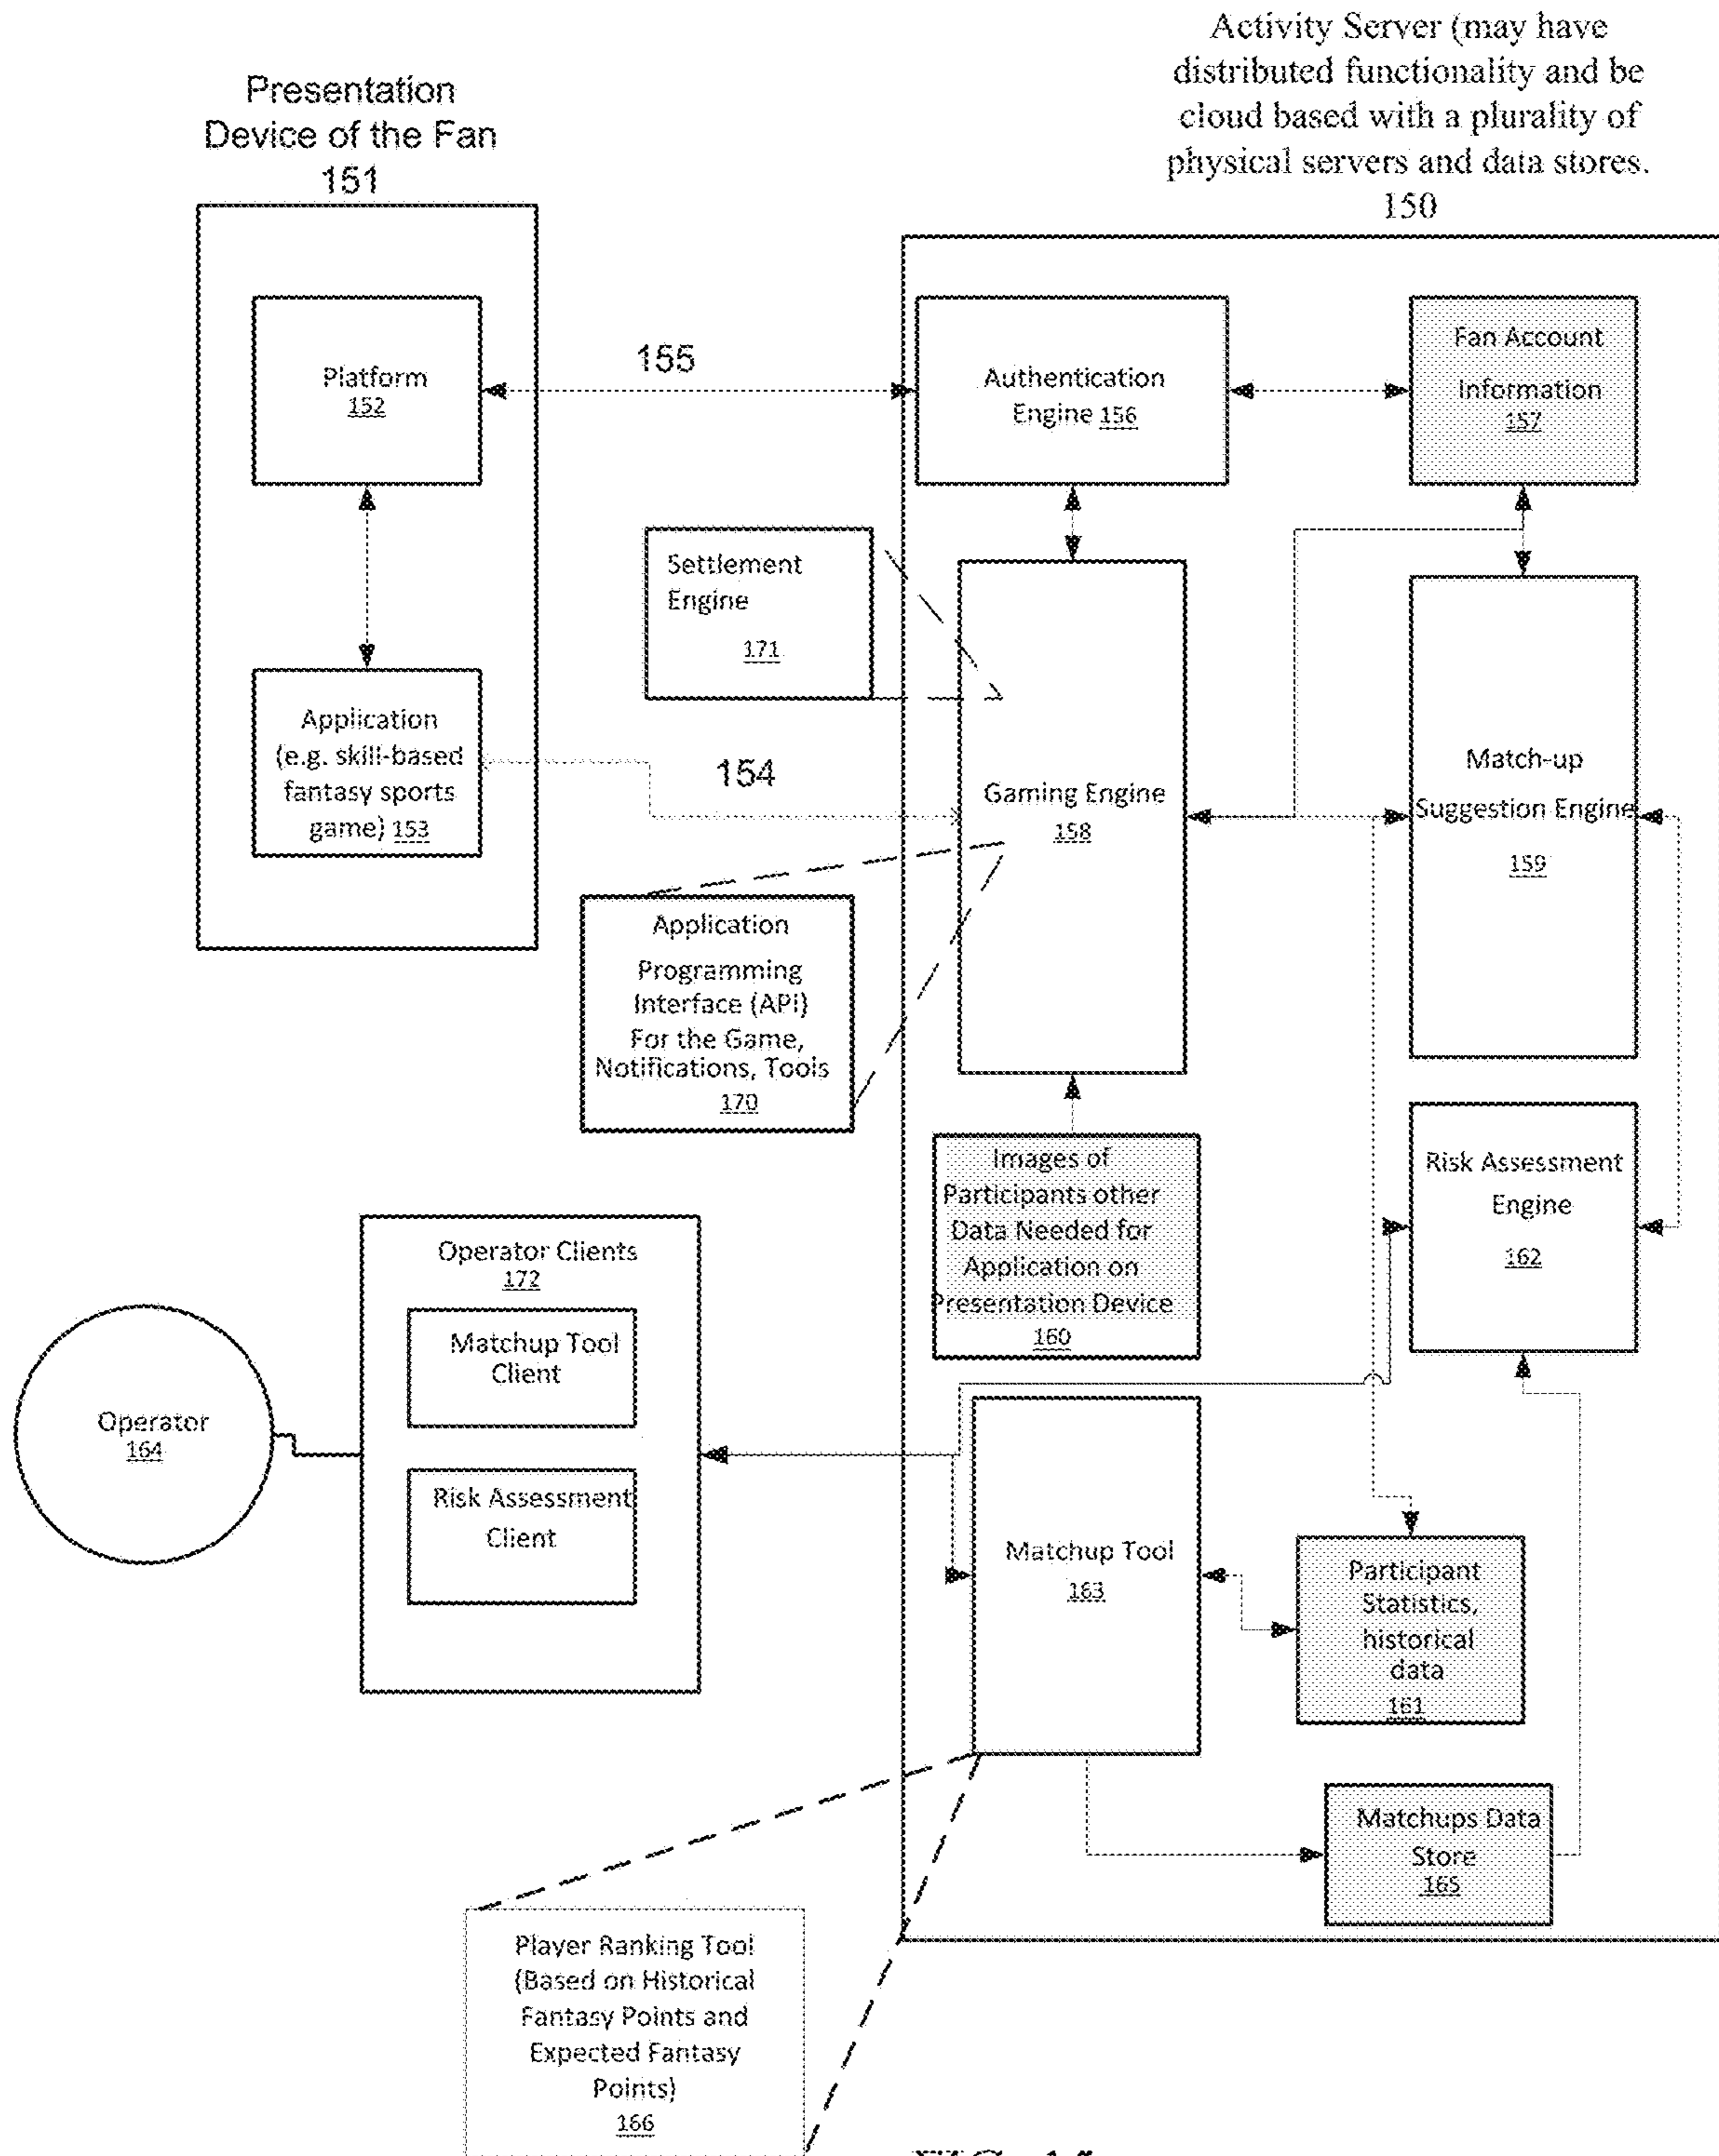 Activity Server (may have
distributed functionality and be
cloud based with a plurality of
physical servers and data stores.
150
Presentation
Device of the Fan
151
Platform
152
155
Authentication
Engine 156
Fan Account
Information
157
Settlement
Engine
171
Application
(e.g. skill-based
fantasy sports
game) 153
154
Gaming Engine
158
Match-up
Suggestion Engine
159
Application
Programming
Interface (API)
For the Game,
Notifications, Tools
170
Images of
Participants other
Data Needed for
Application on
Presentation Device
160
Risk Assessment
Engine
162
Operator Clients
172
Matchup Tool
Client
Risk Assessment
Client
Operator
164
Matchup Tool
163
Participant
Statistics,
historical
data
161
Matchups Data
Store
165
Player Ranking Tool
(Based on Historical
Fantasy Points and
Expected Fantasy
Points)
166